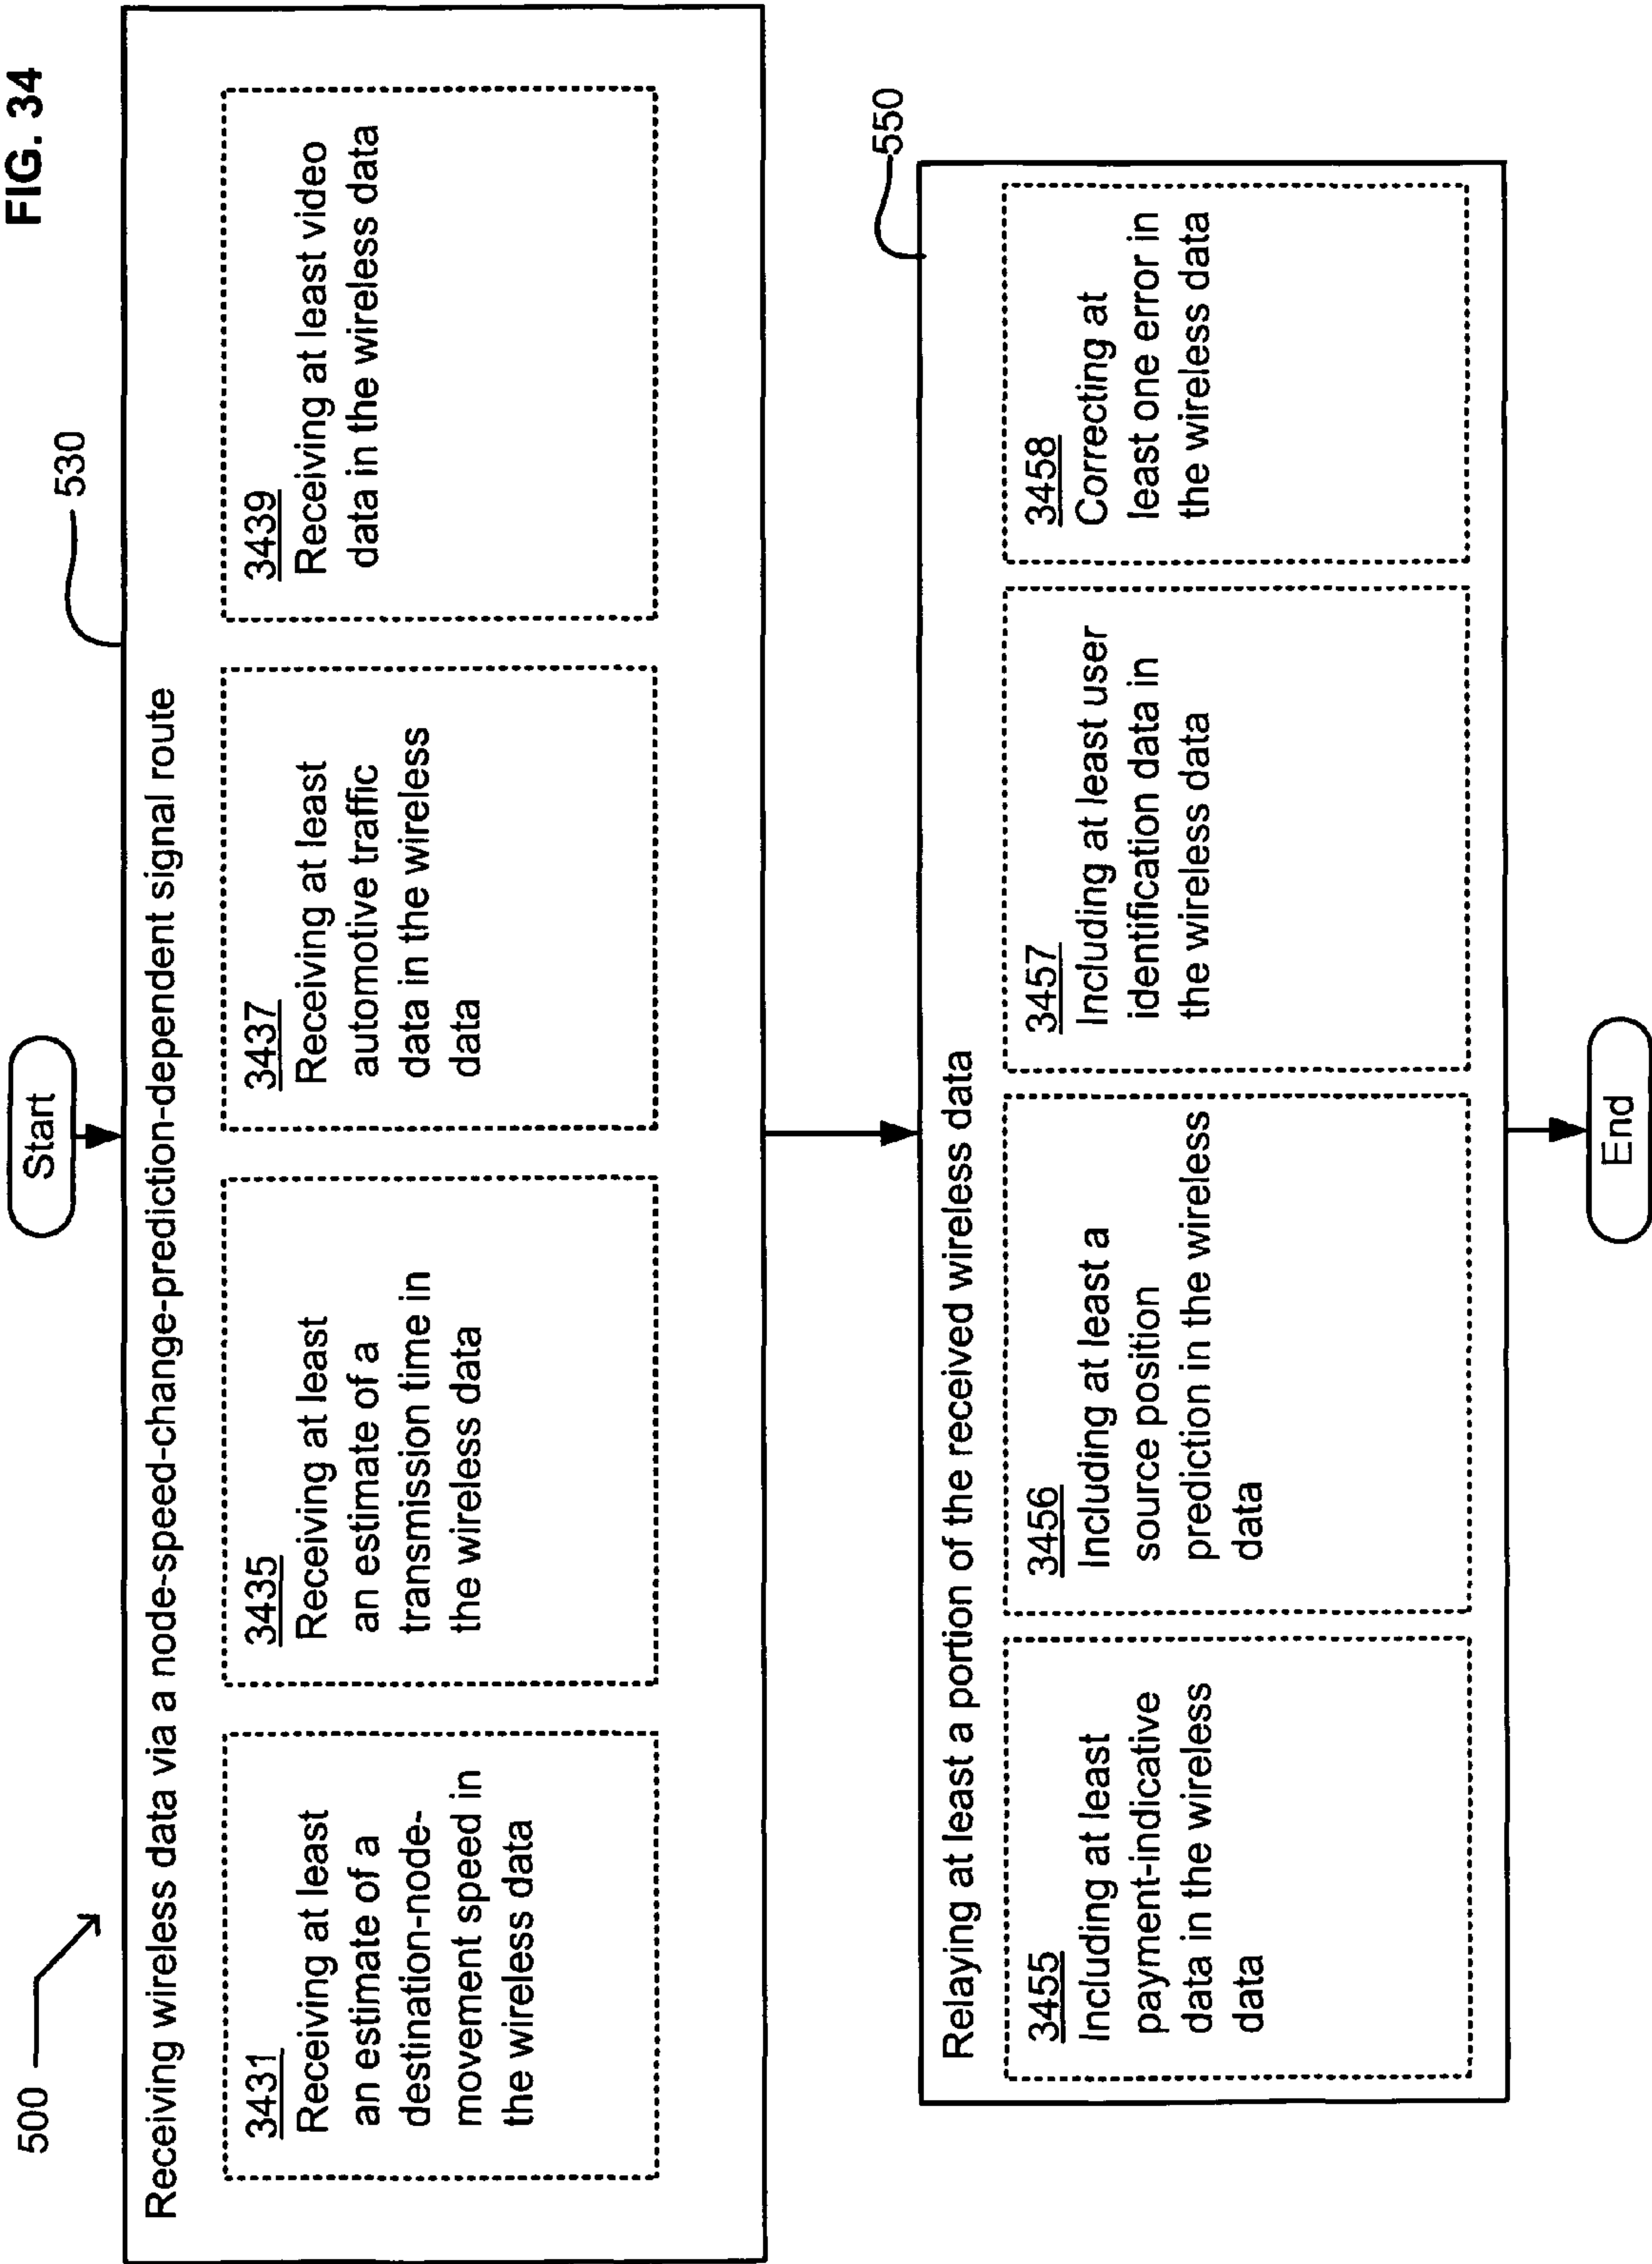 FIG. 34
500
Start
530
Receiving wireless data via a node-speed-change-prediction-dependent signal route
3431
Receiving at least
an estimate of a
destination-node-
movement speed in
the wireless data
3435
Receiving at least
an estimate of a
transmission time in
the wireless data
3437
Receiving at least
automotive traffic
data in the wireless
data
3439
Receiving at least video
data in the wireless data
550
Relaying at least a portion of the received wireless data
3455
Including at least
payment-indicative
data in the wireless
data
3456
Including at least a
source position
prediction in the wireless
data
3457
Including at least user
identification data in
the wireless data
3458
Correcting at
least one error in
the wireless data
End